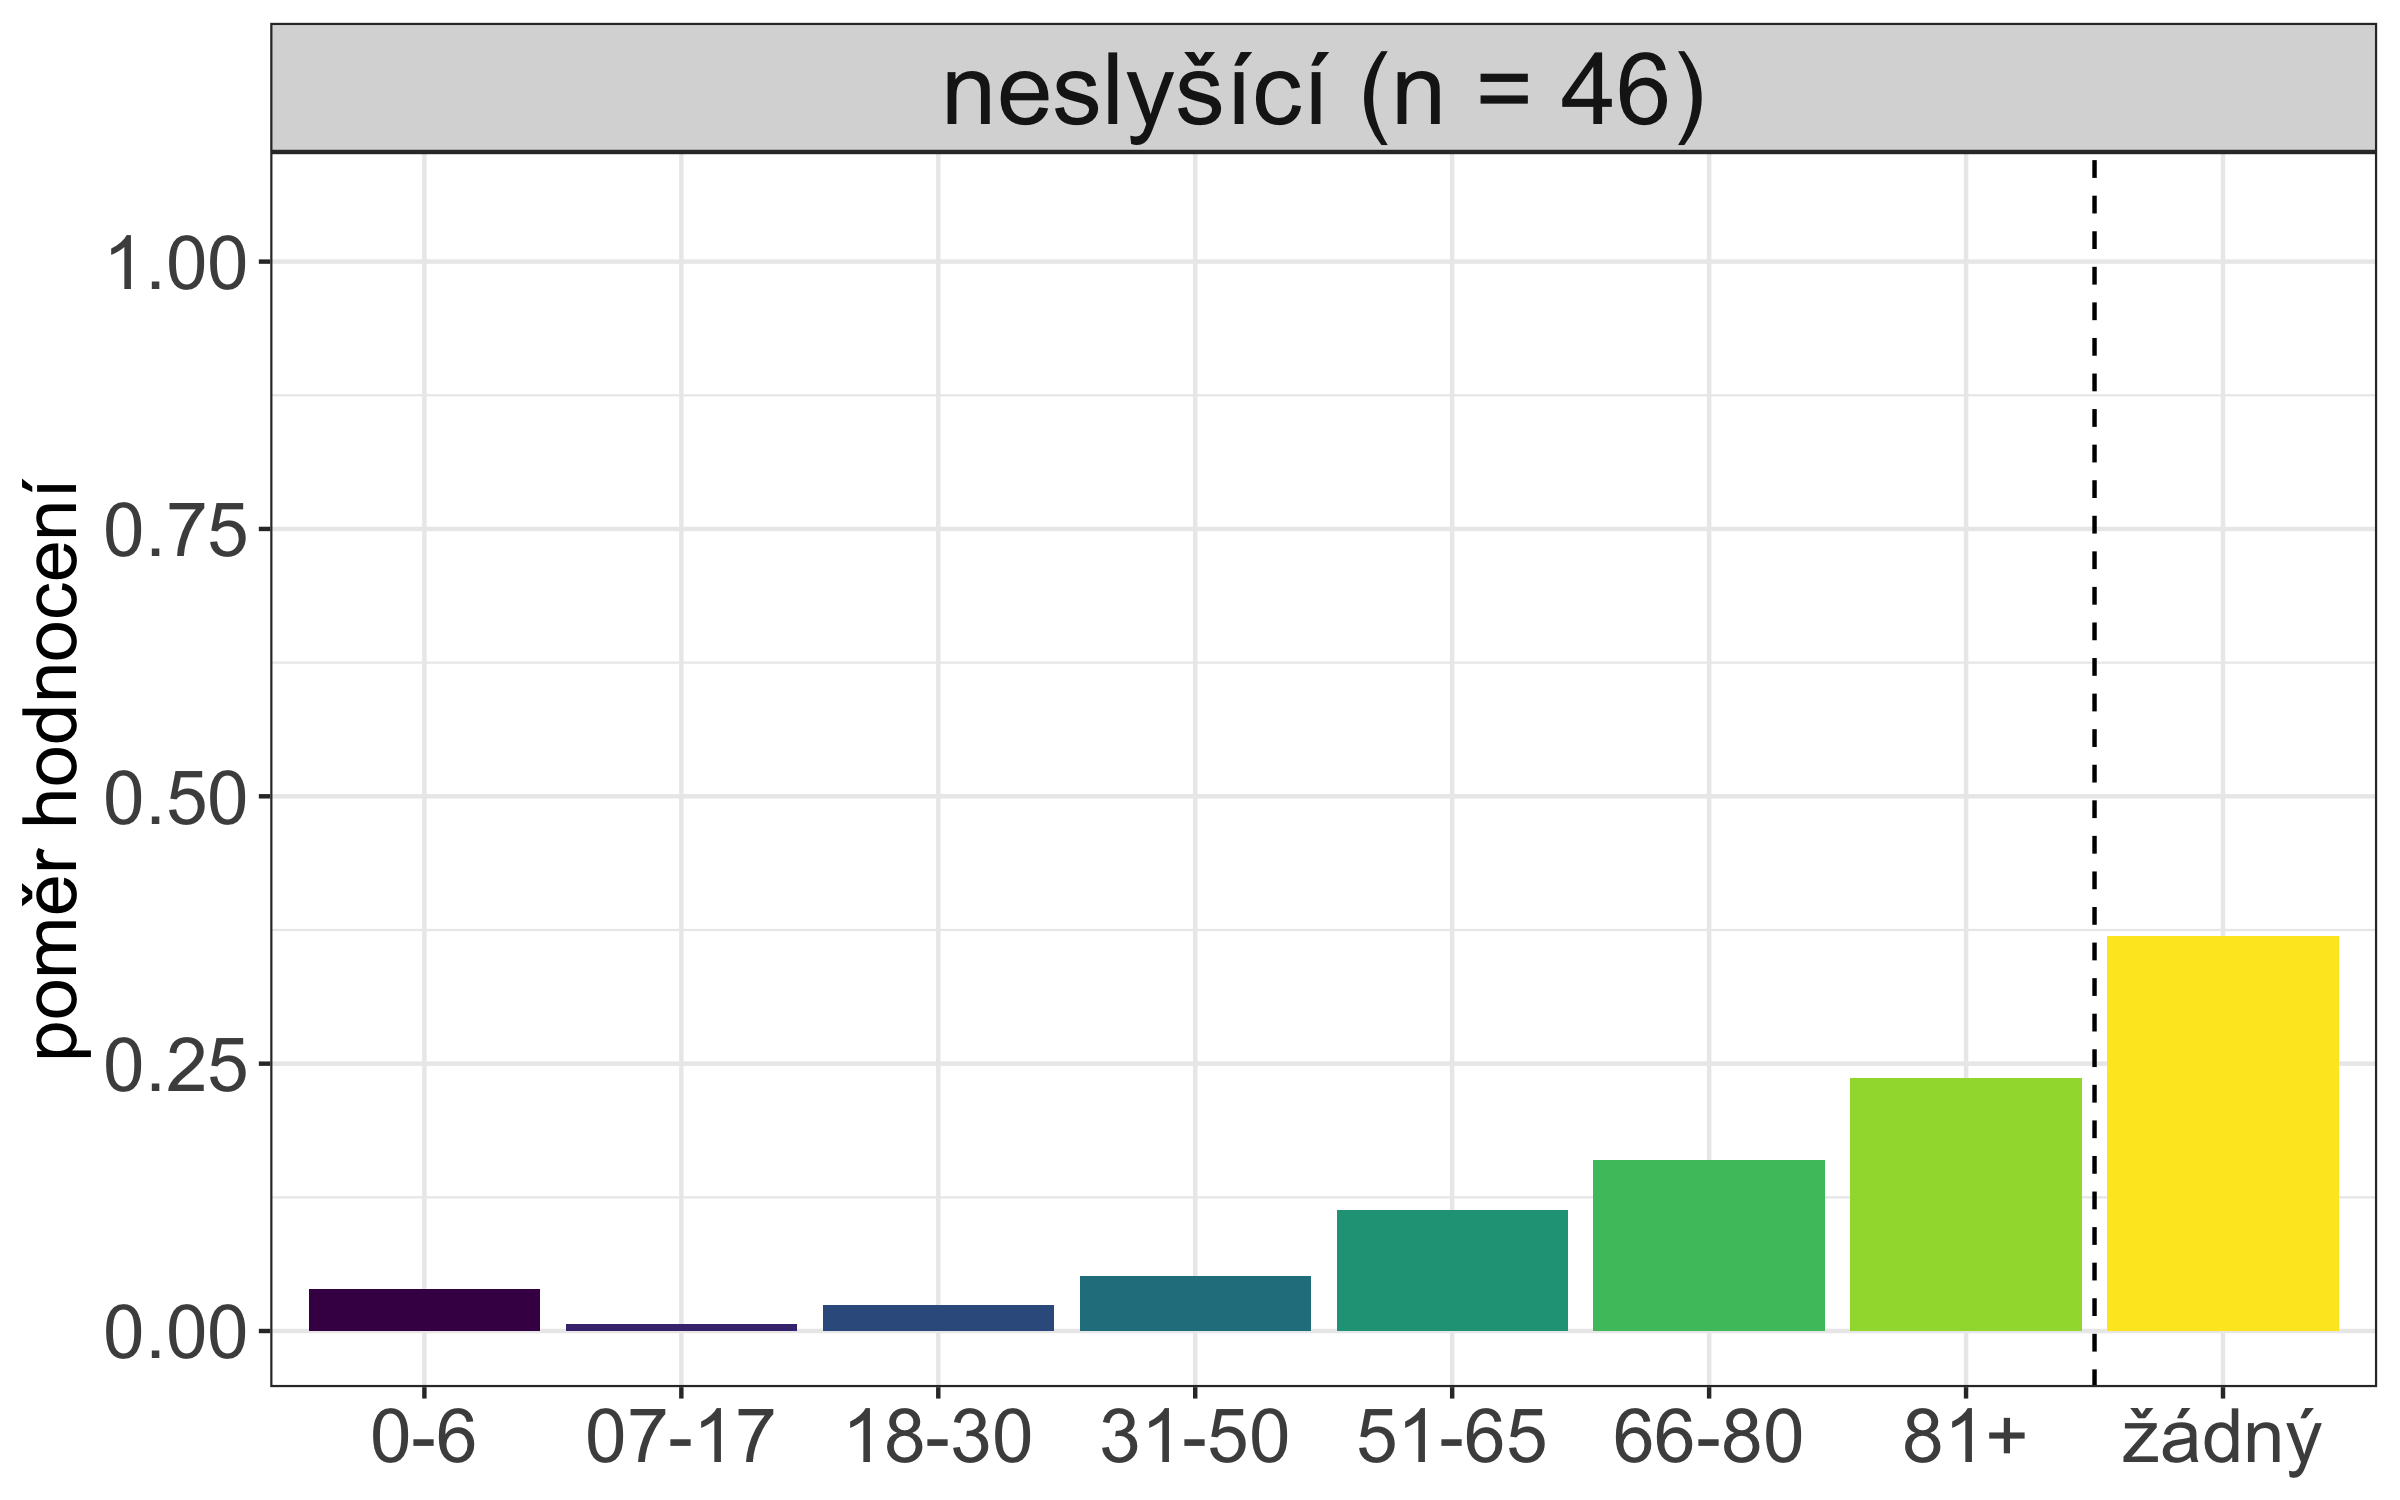 neslyšící (n = 46)
poměr hodnocení
1.00
0.75
0.50
0.25
0.00
0-6 07-17 18-30 31-50 51-65 66-80 81+ žádný